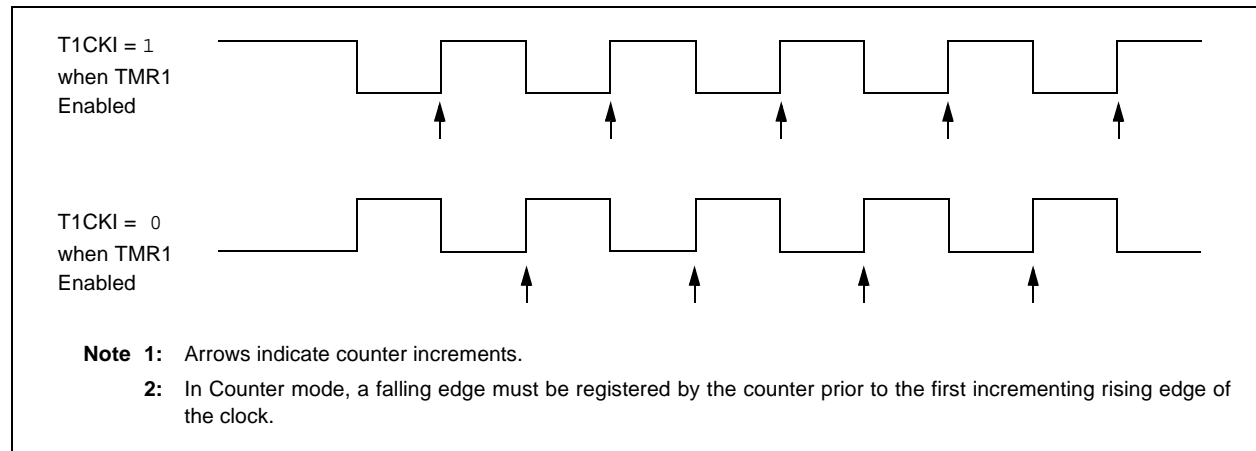 T1CKI = 1
when TMR1
Enabled
T1CKI = 0
when TMR1
Enabled
Note 1: Arrows indicate counter increments.
2: In Counter mode, a falling edge must be registered by the counter prior to the first incrementing rising edge of
the clock.